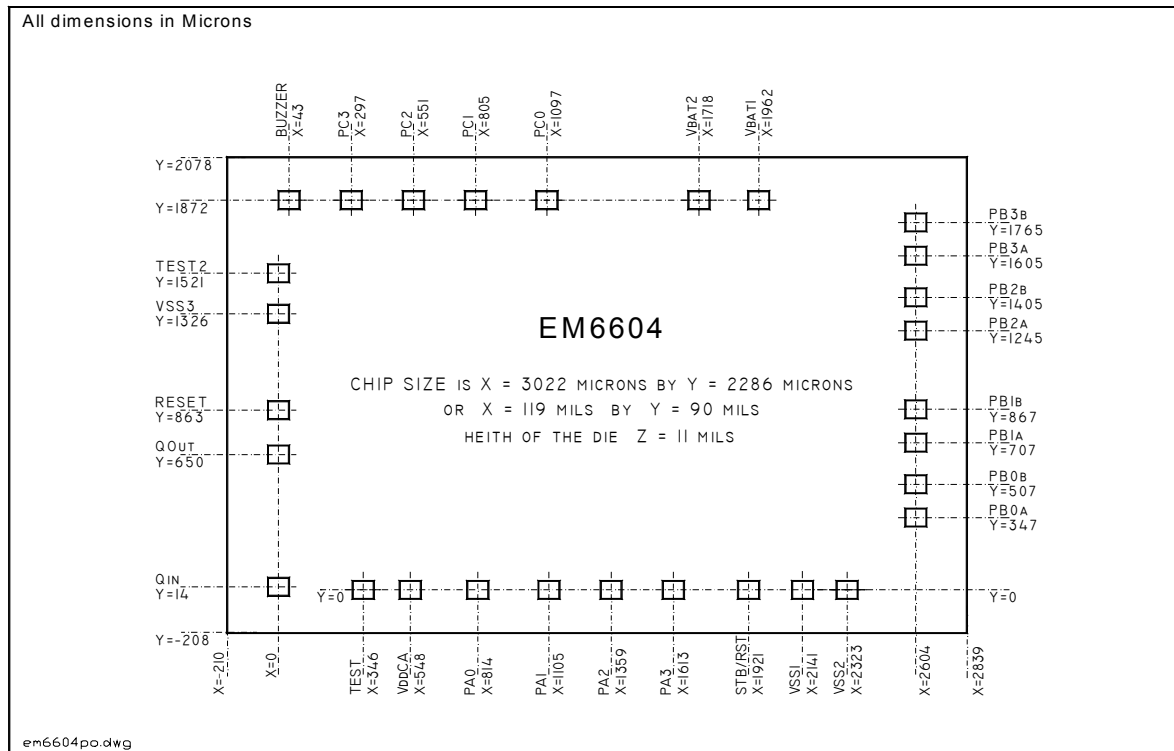 All dimensions in Microns
BUZZER
X=43
PC3
X=297
PC2
X=551
PC1
X=805
PC0
X=1097
VBAT2
X=1718
VBAT1
X=1962
Y=2078
Y=1872
TEST2
Y=1521
VSS3
Y=1326
RESET
Y=863
QOUT
Y=650
QIN
Y=14
Y=-208
PB3B
Y=1765
PB3A
Y=1605
PB2B
Y=1405
PB2A
Y=1245
PB1B
Y=867
PB1A
Y=707
PB0B
Y=507
PB0A
Y=347
Y=0
EM6604
CHIP SIZE IS X = 3022 MICRONS BY Y = 2286 MICRONS
OR X = 119 MILS BY Y = 90 MILS
HEITH OF THE DIE Z = 11 MILS
Y=0
X=-210
X=0
TEST
X=346
VDDCA
X=548
PA0
X=814
PA1
X=1105
PA2
X=1359
PA3
X=1613
STB/RST
X=1921
VSS1
X=2141
VSS2
X=2323
X=2604
X=2839
em6604po.dwg